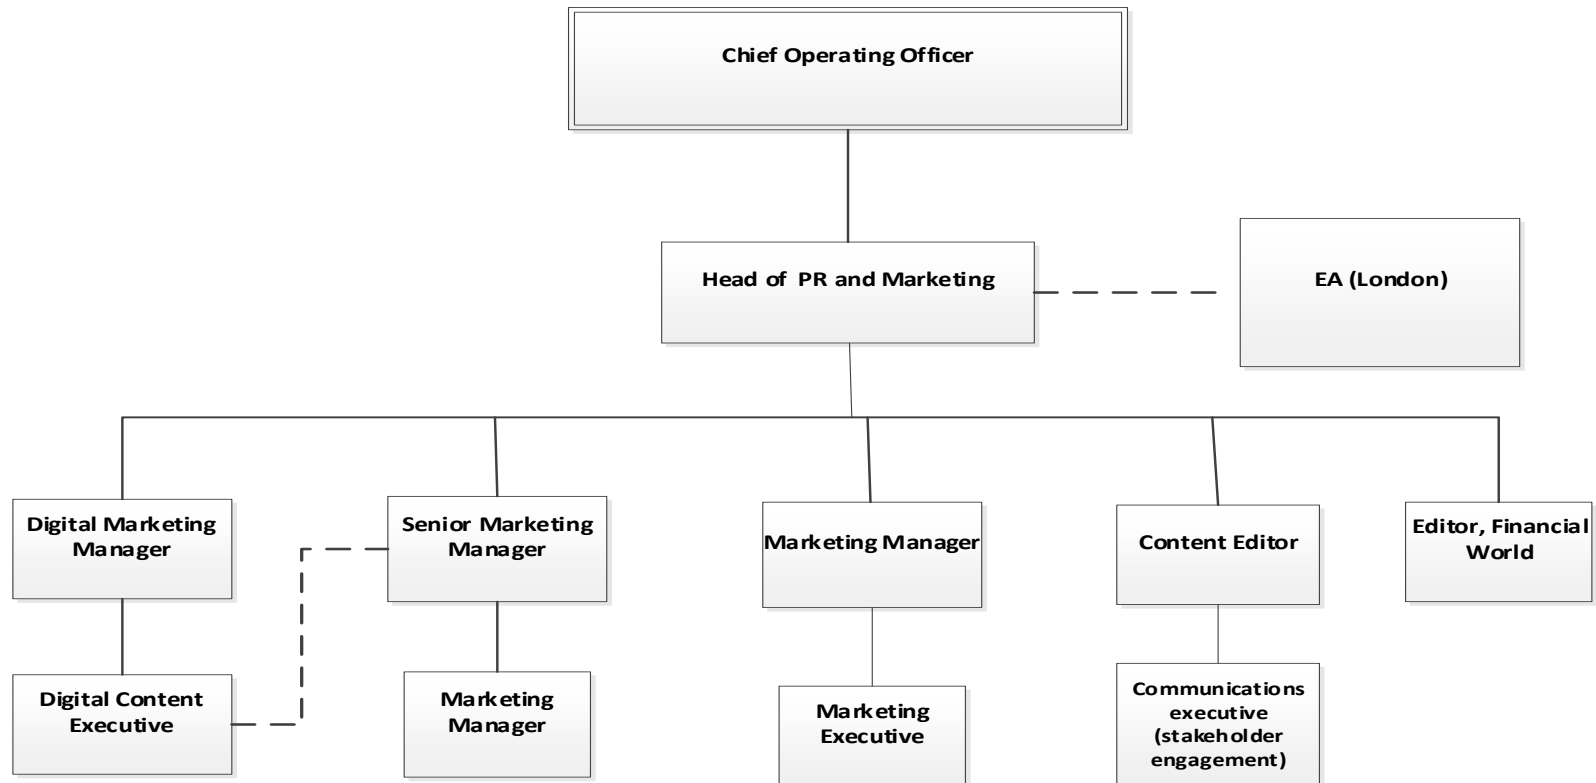 Chief Operating Officer
Head of PR and Marketing
EA (London)
Digital Marketing
Manager
Senior Marketing
Manager
Marketing Manager
Content Editor
Editor, Financial
World
Digital Content
Executive
Marketing
Manager
Marketing
Executive
Communications
executive
(stakeholder
engagement)